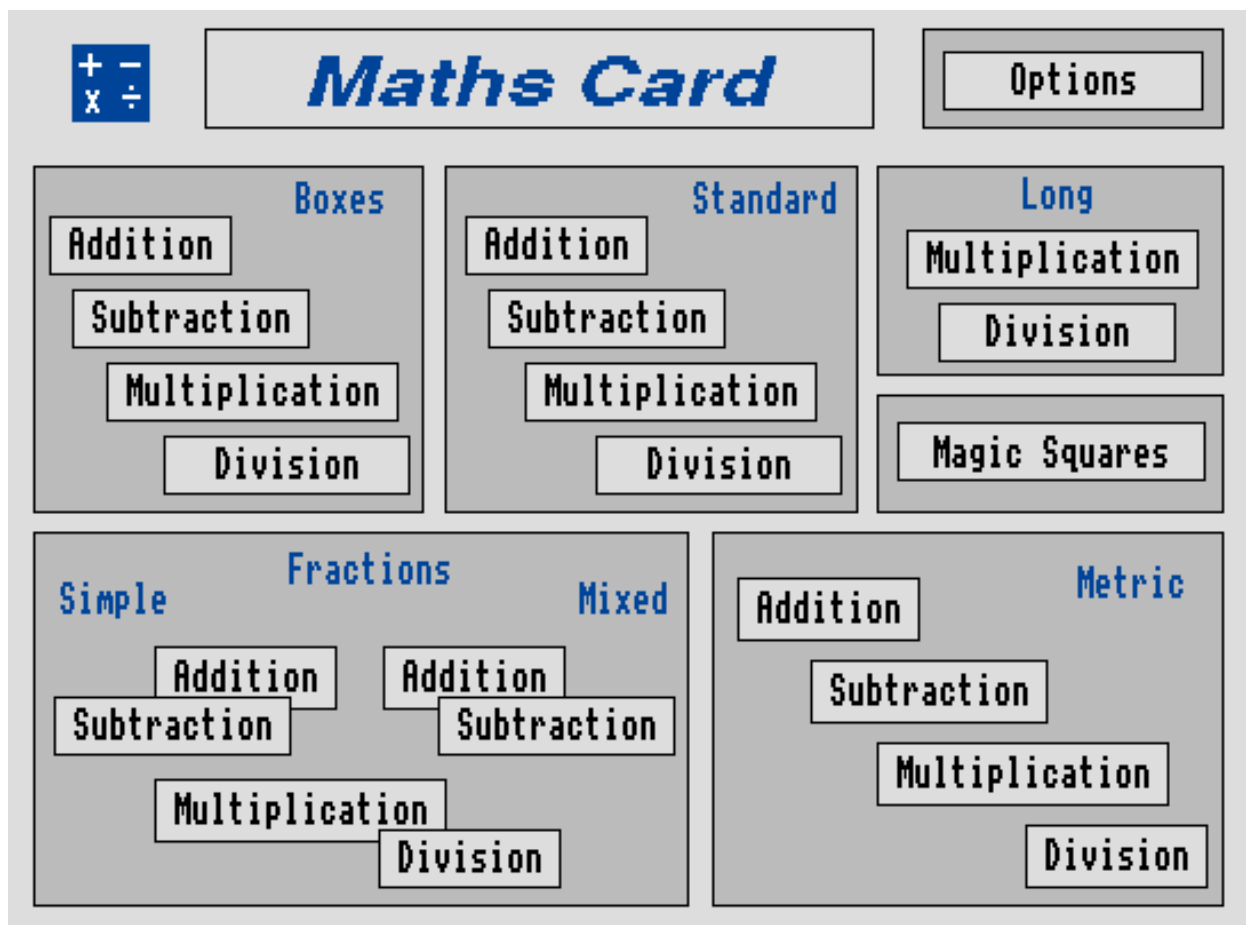 + −
x ÷
Maths Card
Options
Boxes
Addition
Subtraction
Multiplication
Division
Standard
Addition
Subtraction
Multiplication
Division
Long
Multiplication
Division
Magic Squares
Fractions
Simple
Mixed
Addition
Subtraction
Addition
Subtraction
Multiplication
Division
Metric
Addition
Subtraction
Multiplication
Division